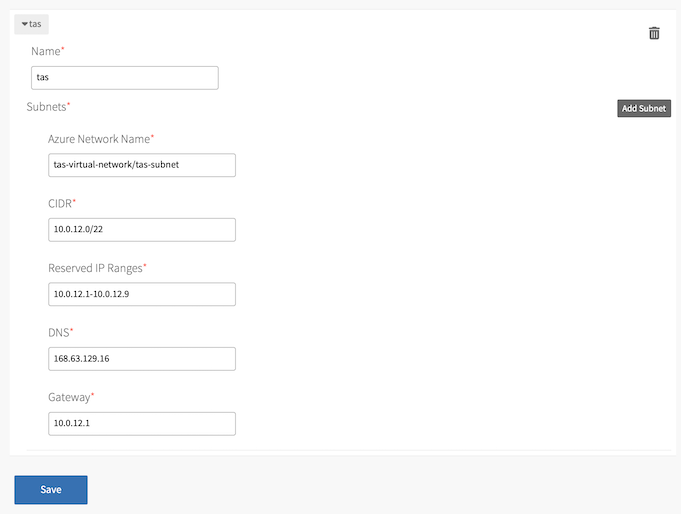 tas
Name*
tas
Subnets*
Add Subnet
Azure Network Name*
tas-virtual-network/tas-subnet
CIDR*
10.0.12.0/22
Reserved IP Ranges*
10.0.12.1-10.0.12.9
DNS*
168.63.129.16
Gateway*
10.0.12.1
Save